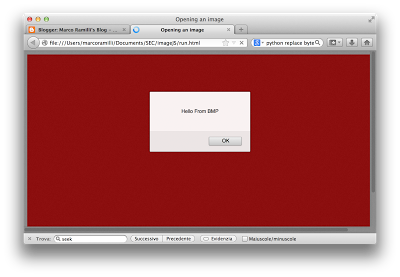 Opening an image
Blogger: Marco Ramilli's Blog - ...
Opening an image
file:///Users/marcoramilli/Documents/SEC/imageJS/run.html
python replace byte
Hello From BMP
OK
Trova:
seek
Successivo
Precedente
Evidenzia
Maiuscole/minuscole